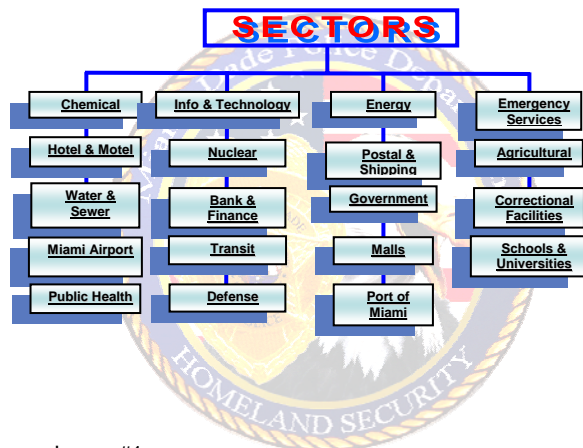 SECTORS
Chemical
Info & Technology
Energy
Emergency
Services
Hotel & Motel
Nuclear
Postal &
Shipping
Agricultural
Water &
Sewer
Bank &
Finance
Government
Correctional
Facilities
Miami Airport
Transit
Malls
Schools &
Universities
Public Health
Defense
Port of
Miami
HOMELAND SECURITY